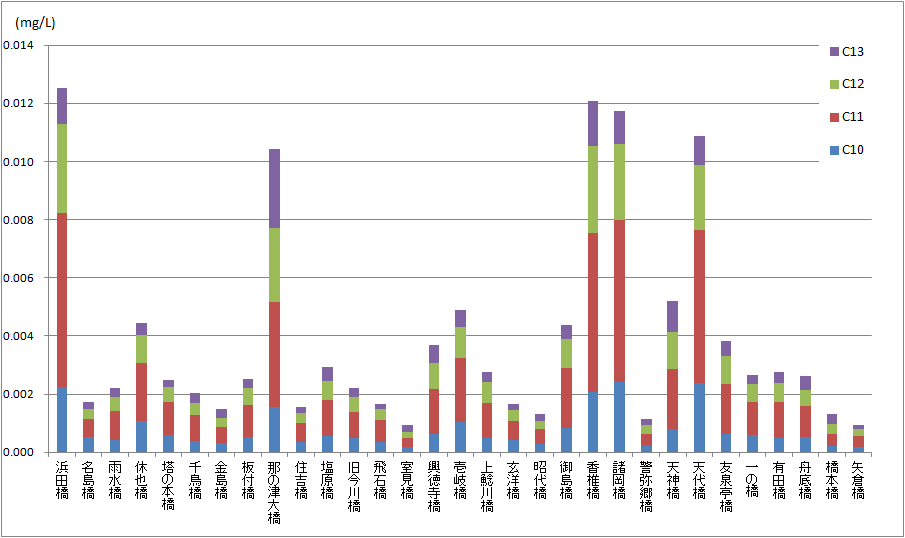 (mg/L)
0.014
0.012
0.010
0.008
0.006
0.004
0.002
0.000
C13
C12
C11
C10
浜田橋
名島橋
雨水橋
休也橋
塔の本橋
千鳥橋
金島橋
板付橋
那の津大橋
住吉橋
塩原橋
旧今川橋
飛石橋
室見橋
興徳寺橋
壱岐橋
上鯰川橋
玄洋橋
昭代橋
御島橋
香椎橋
諸岡橋
警弥郷橋
天神橋
天代橋
友泉亭橋
一の橋
有田橋
舟底橋
橋本橋
矢倉橋